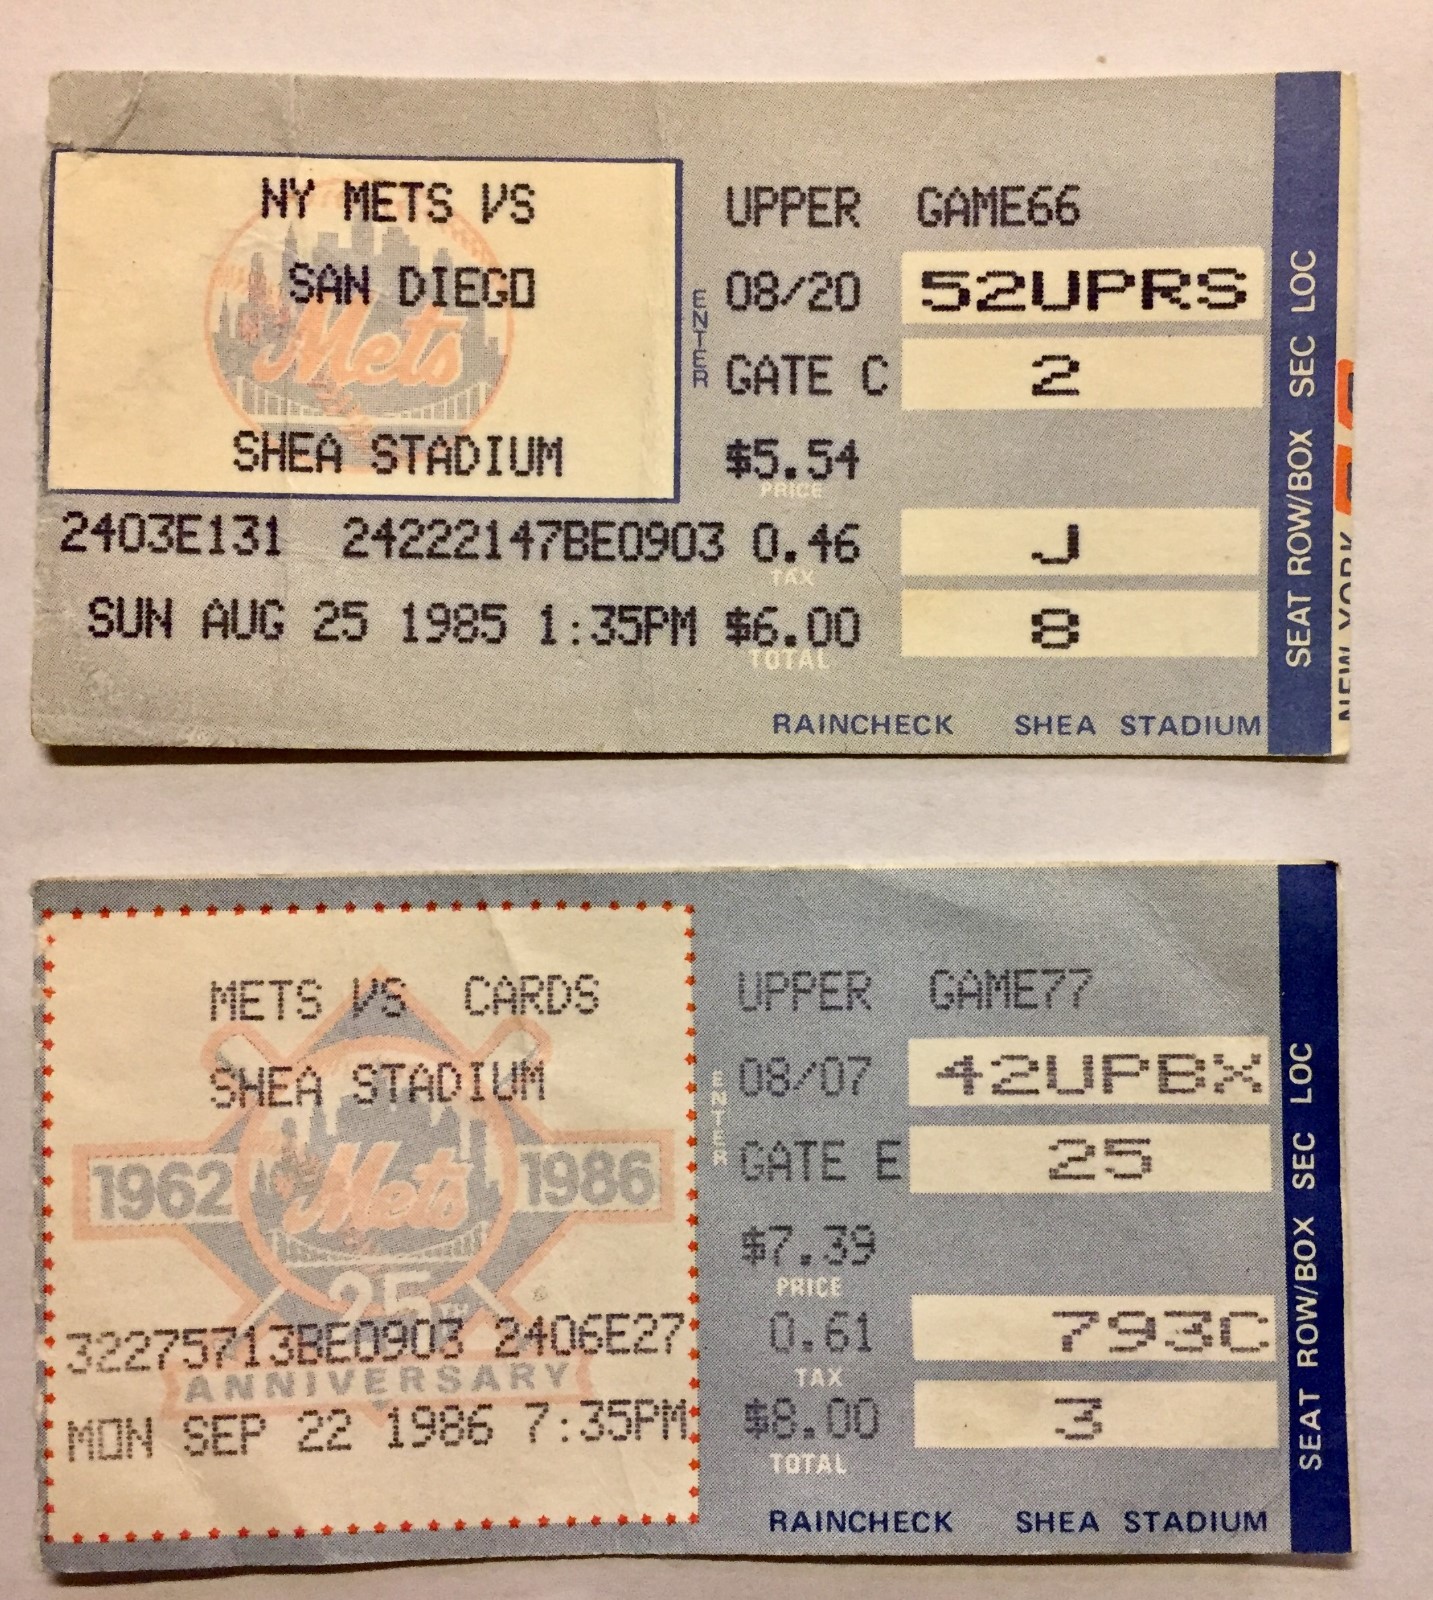 NY METS VS
SAN DIEGO
Mets
SHEA STADIUM
2403E131 24222147BE0903
SUN AUG 25 1985 1:35PM
ENTER
UPPER GAME66
08/20 52UPRS
GATE C 2
$5.54
PRICE
0.46 J
TAX
$6.00 8
TOTAL
RAINCHECK SHEA STADIUM
SEAT ROW/BOX SEC LOC
NEW YORK
METS VS CARDS
SHEA STADIUM
1962 Mets 1986
25TH
32275713BE0903 2406E27
ANNIVERSARY
MON SEP 22 1986 7:35PM
ENTER
UPPER GAME77
08/07 42UPBX
GATE E 25
$7.39
PRICE
0.61 793C
TAX
$8.00 3
TOTAL
RAINCHECK SHEA STADIUM
SEAT ROW/BOX SEC LOC